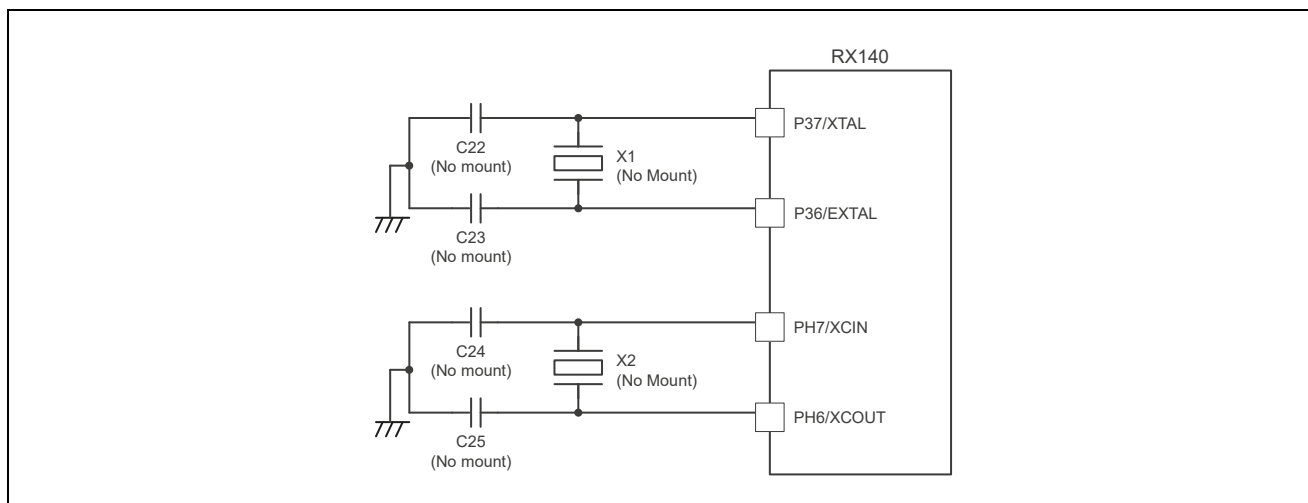 RX140
P37/XTAL
C22
(No mount)
X1
(No Mount)
P36/EXTAL
C23
(No mount)
PH7/XCIN
C24
(No mount)
X2
(No Mount)
PH6/XCOUT
C25
(No mount)